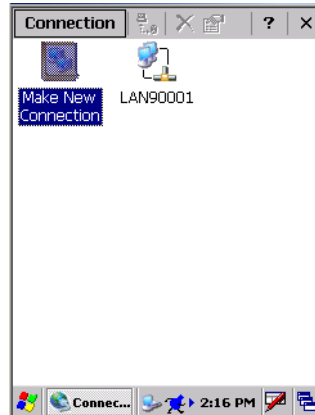 Connection ? ×
Make New LAN90001
Connection
Connec... 2:16 PM